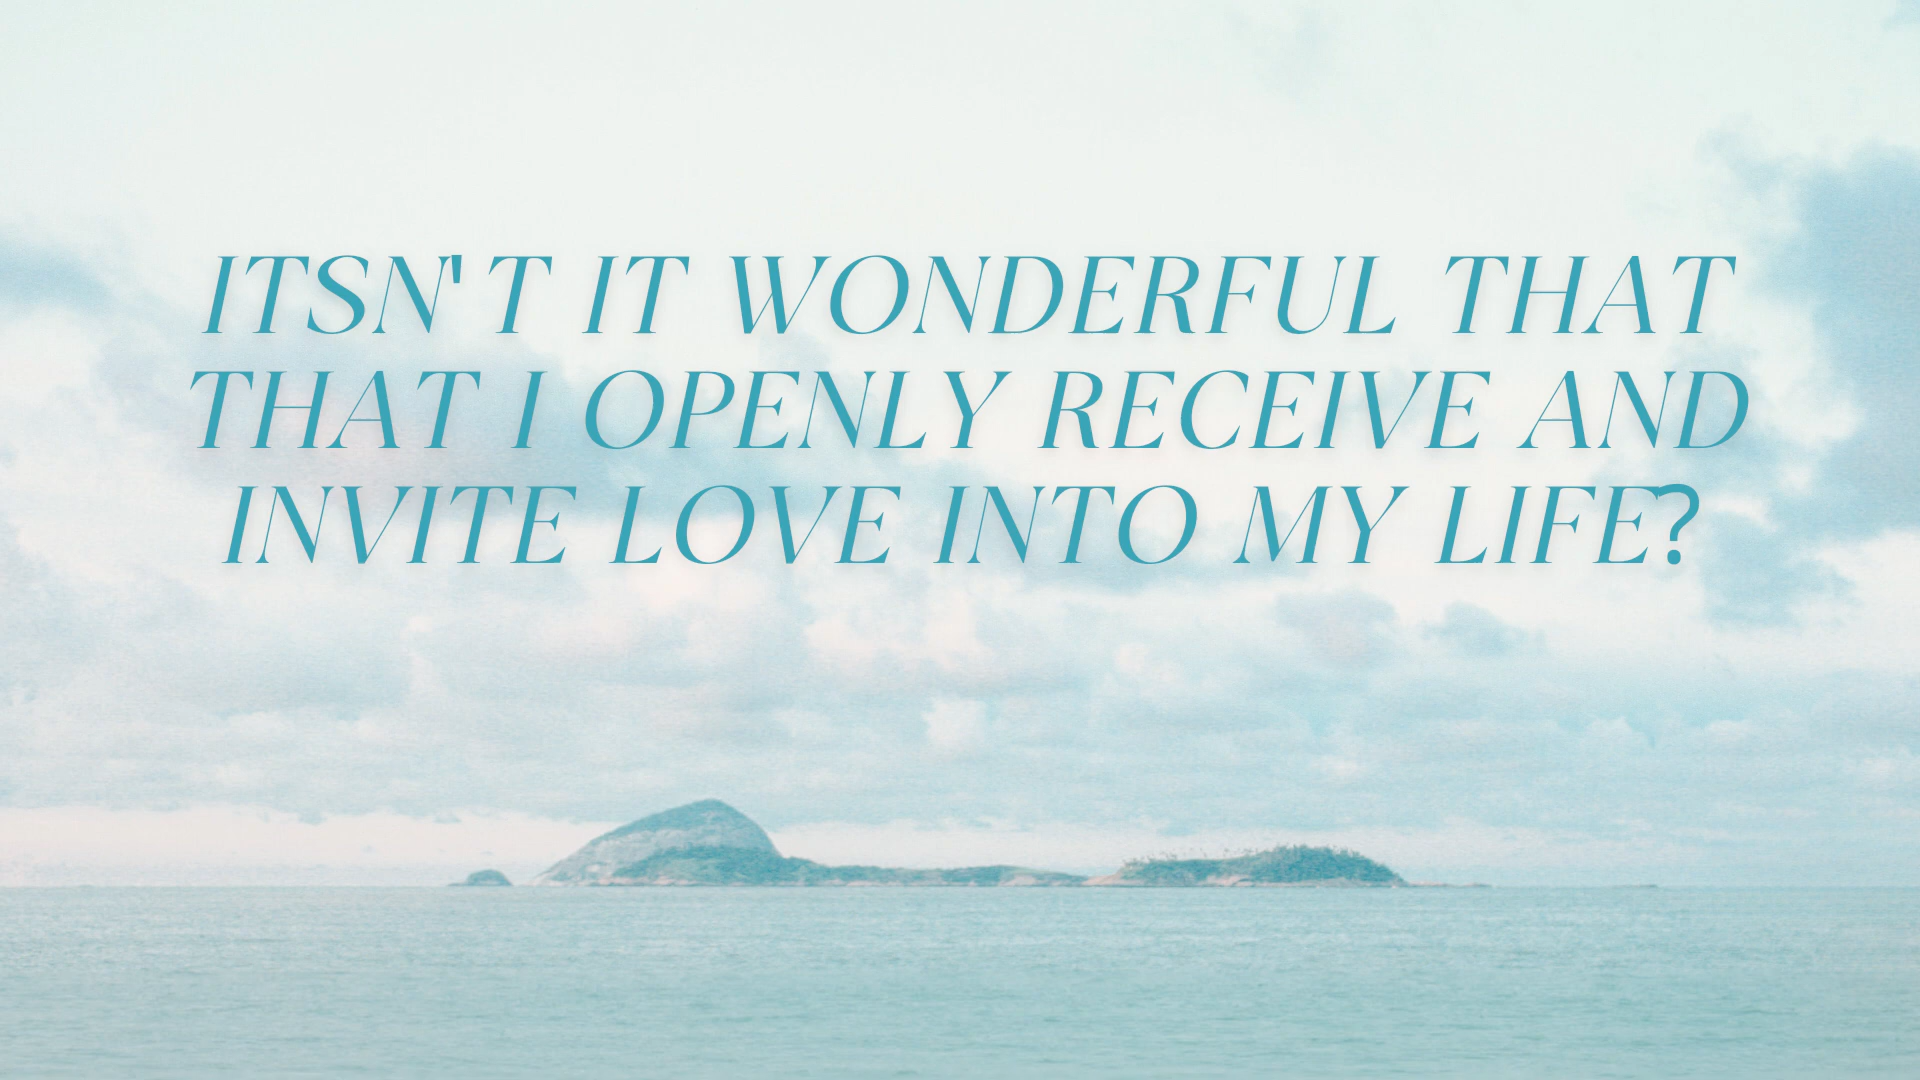 ITSN'T IT WONDERFUL THAT
THAT I OPENLY RECEIVE AND
INVITE LOVE INTO MY LIFE?